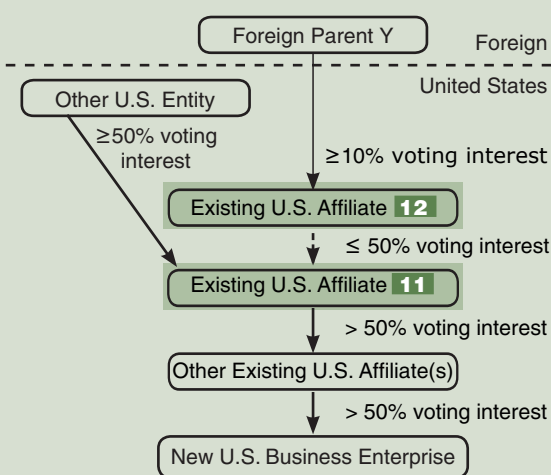 Foreign Parent Y
Foreign
United States
Other U.S. Entity
≥50% voting
interest
≥10% voting interest
Existing U.S. Affiliate 12
≤ 50% voting interest
Existing U.S. Affiliate 11
> 50% voting interest
Other Existing U.S. Affiliate(s)
> 50% voting interest
New U.S. Business Enterprise